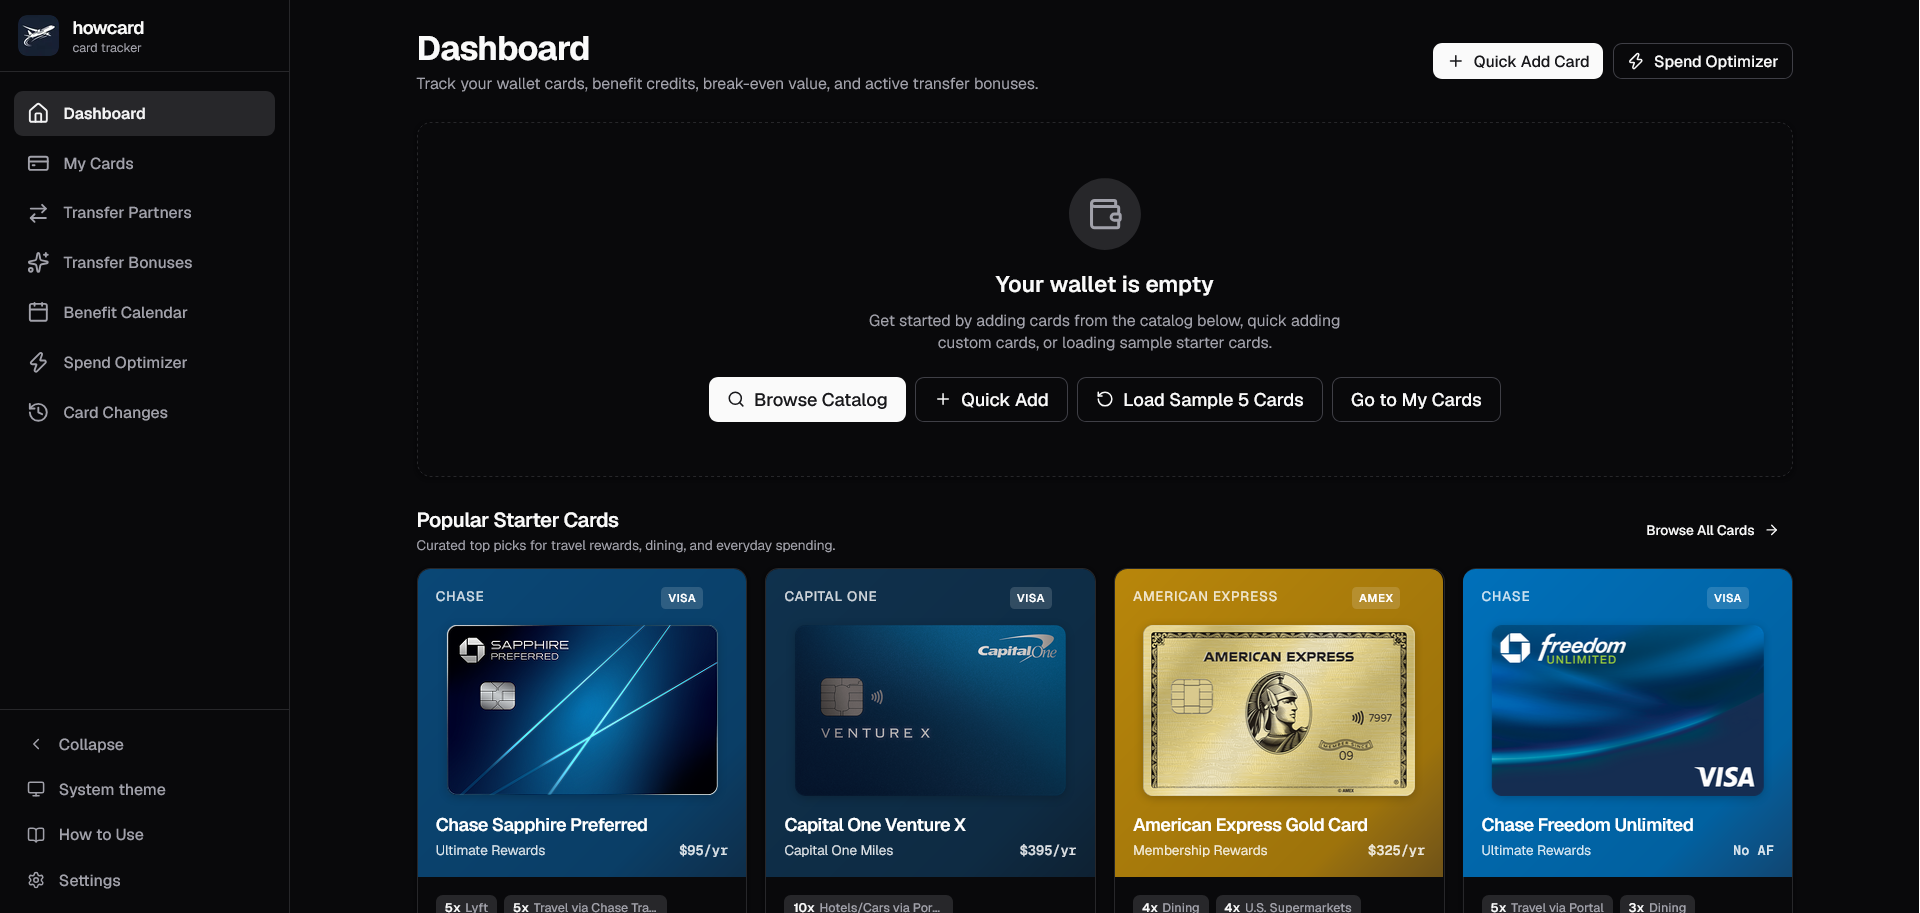 howcard
card tracker
Dashboard
My Cards
Transfer Partners
Transfer Bonuses
Benefit Calendar
Spend Optimizer
Card Changes
Collapse
System theme
How to Use
Settings
Dashboard
Track your wallet cards, benefit credits, break-even value, and active transfer bonuses.
Quick Add Card
Spend Optimizer
Your wallet is empty
Get started by adding cards from the catalog below, quick adding
custom cards, or loading sample starter cards.
Browse Catalog
Quick Add
Load Sample 5 Cards
Go to My Cards
Popular Starter Cards
Curated top picks for travel rewards, dining, and everyday spending.
Browse All Cards
CHASE
VISA
SAPPHIRE
PREFERRED
Chase Sapphire Preferred
Ultimate Rewards
$95/yr
5x Lyft
5x Travel via Chase Tra...
CAPITAL ONE
VISA
CapitalOne
VENTURE X
Capital One Venture X
Capital One Miles
$395/yr
10x Hotels/Cars via Por...
AMERICAN EXPRESS
AMEX
AMERICAN EXPRESS
7997
MEMBER SINCE
09
© AMEX
American Express Gold Card
Membership Rewards
$325/yr
4x Dining
4x U.S. Supermarkets
CHASE
VISA
freedom
UNLIMITED
VISA
Chase Freedom Unlimited
Ultimate Rewards
No AF
5x Travel via Portal
3x Dining